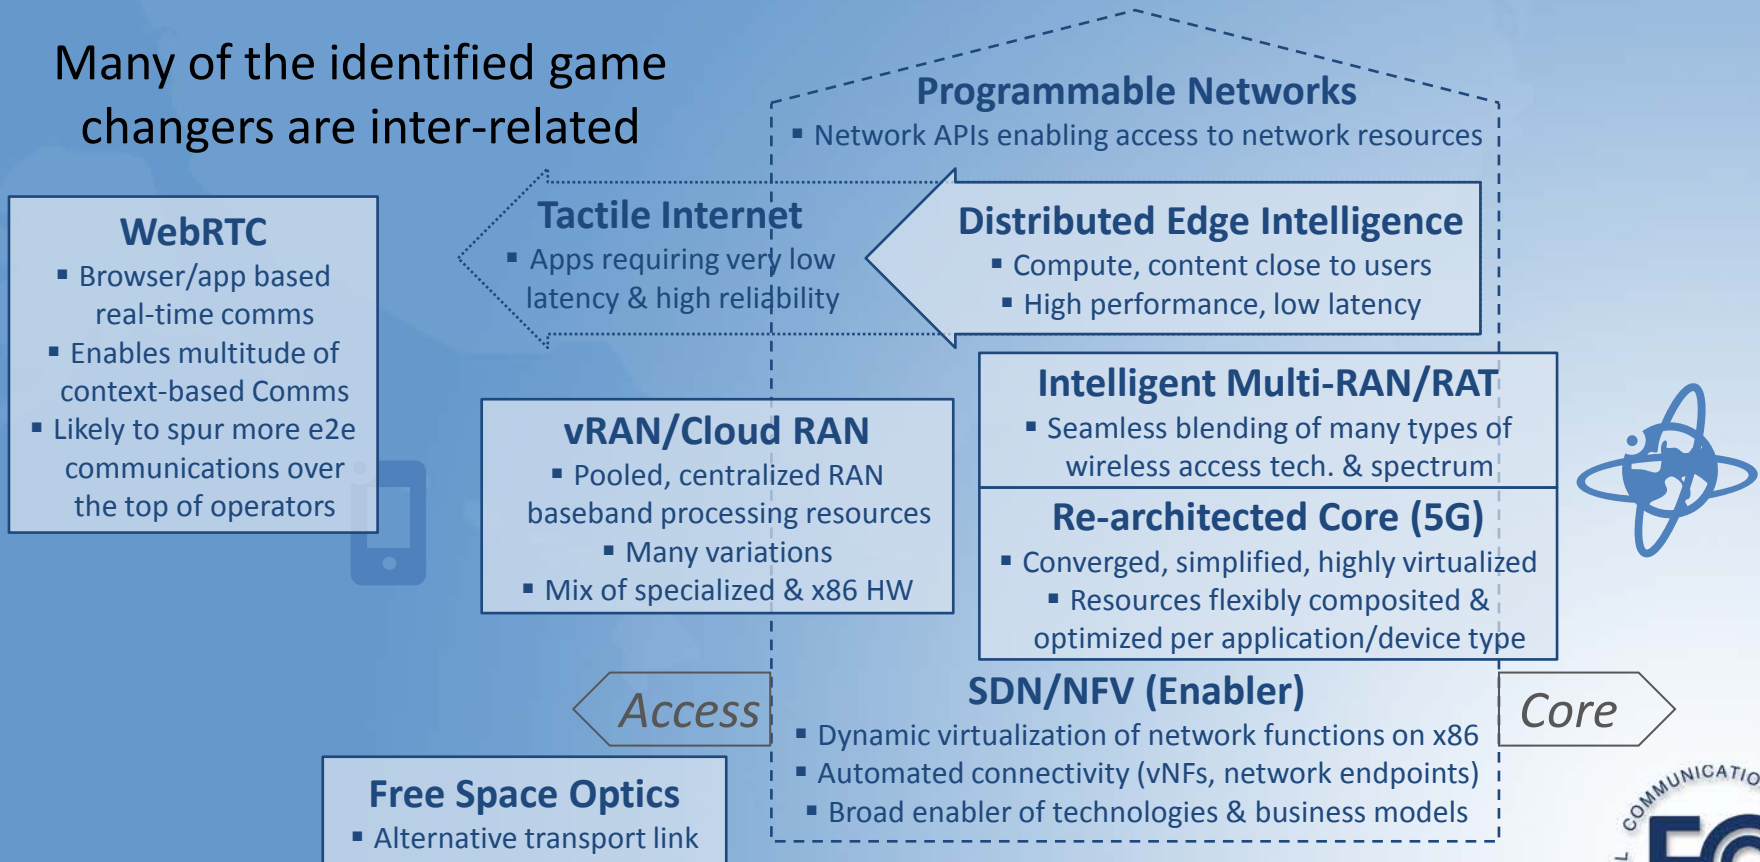 Many of the identified game
changers are inter-related
Programmable Networks
▪ Network APIs enabling access to network resources
WebRTC
▪ Browser/app based
real-time comms
▪ Enables multitude of
context-based Comms
▪ Likely to spur more e2e
communications over
the top of operators
Tactile Internet
▪ Apps requiring very low
latency & high reliability
Distributed Edge Intelligence
▪ Compute, content close to users
▪ High performance, low latency
vRAN/Cloud RAN
▪ Pooled, centralized RAN
baseband processing resources
▪ Many variations
▪ Mix of specialized & x86 HW
Intelligent Multi-RAN/RAT
▪ Seamless blending of many types of
wireless access tech. & spectrum
Re-architected Core (5G)
▪ Converged, simplified, highly virtualized
▪ Resources flexibly composited &
optimized per application/device type
Access
SDN/NFV (Enabler)
▪ Dynamic virtualization of network functions on x86
▪ Automated connectivity (vNFs, network endpoints)
▪ Broad enabler of technologies & business models
Core
Free Space Optics
▪ Alternative transport link